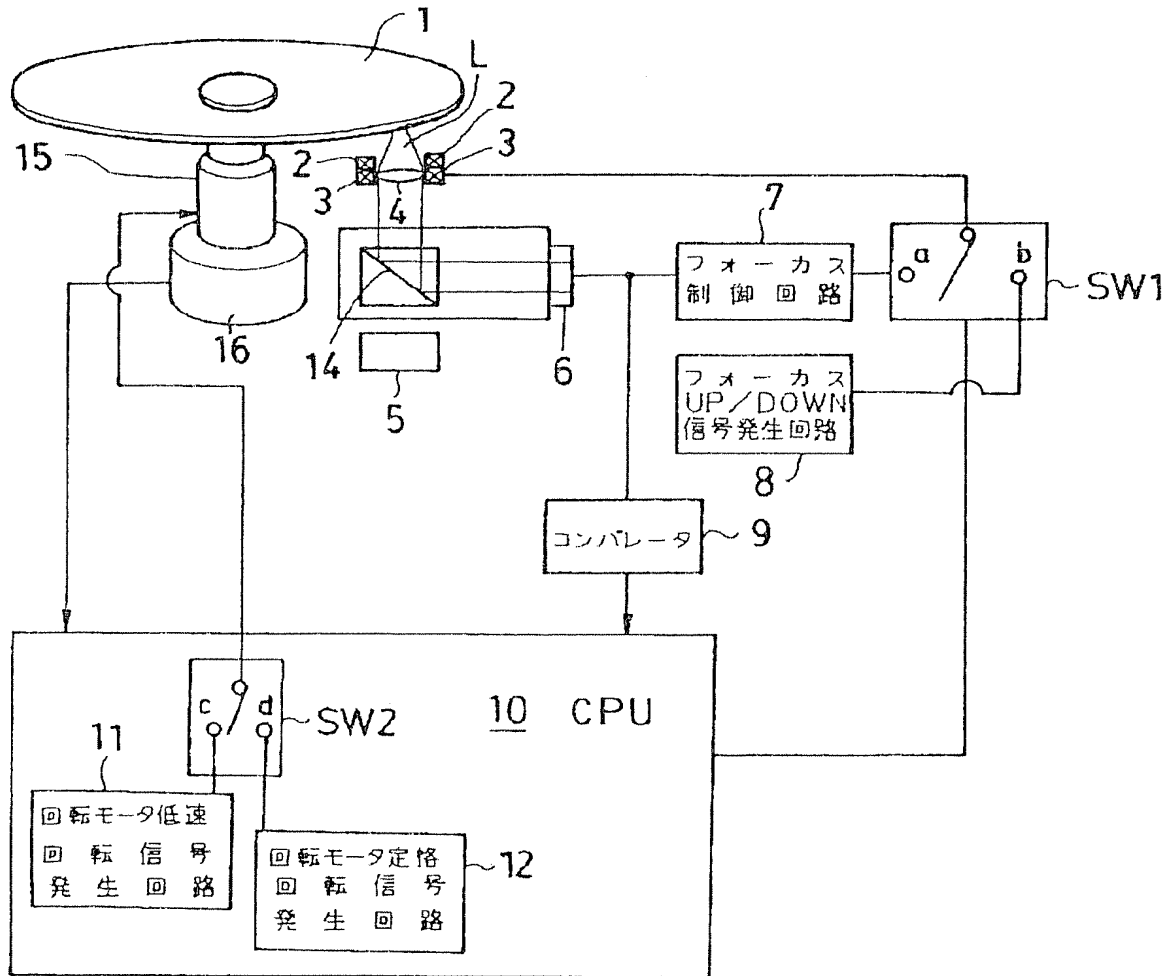 1
L
2
15
2
3
3
4
7
フォーカス
制御回路
a
b
SW1
16
14
5
6
フォーカス
UP/DOWN
信号発生回路
8
コンパレータ
9
c
d
SW2
10 CPU
11
回転モータ低速
回転信号
発生回路
回転モータ定格
回転信号
発生回路
12